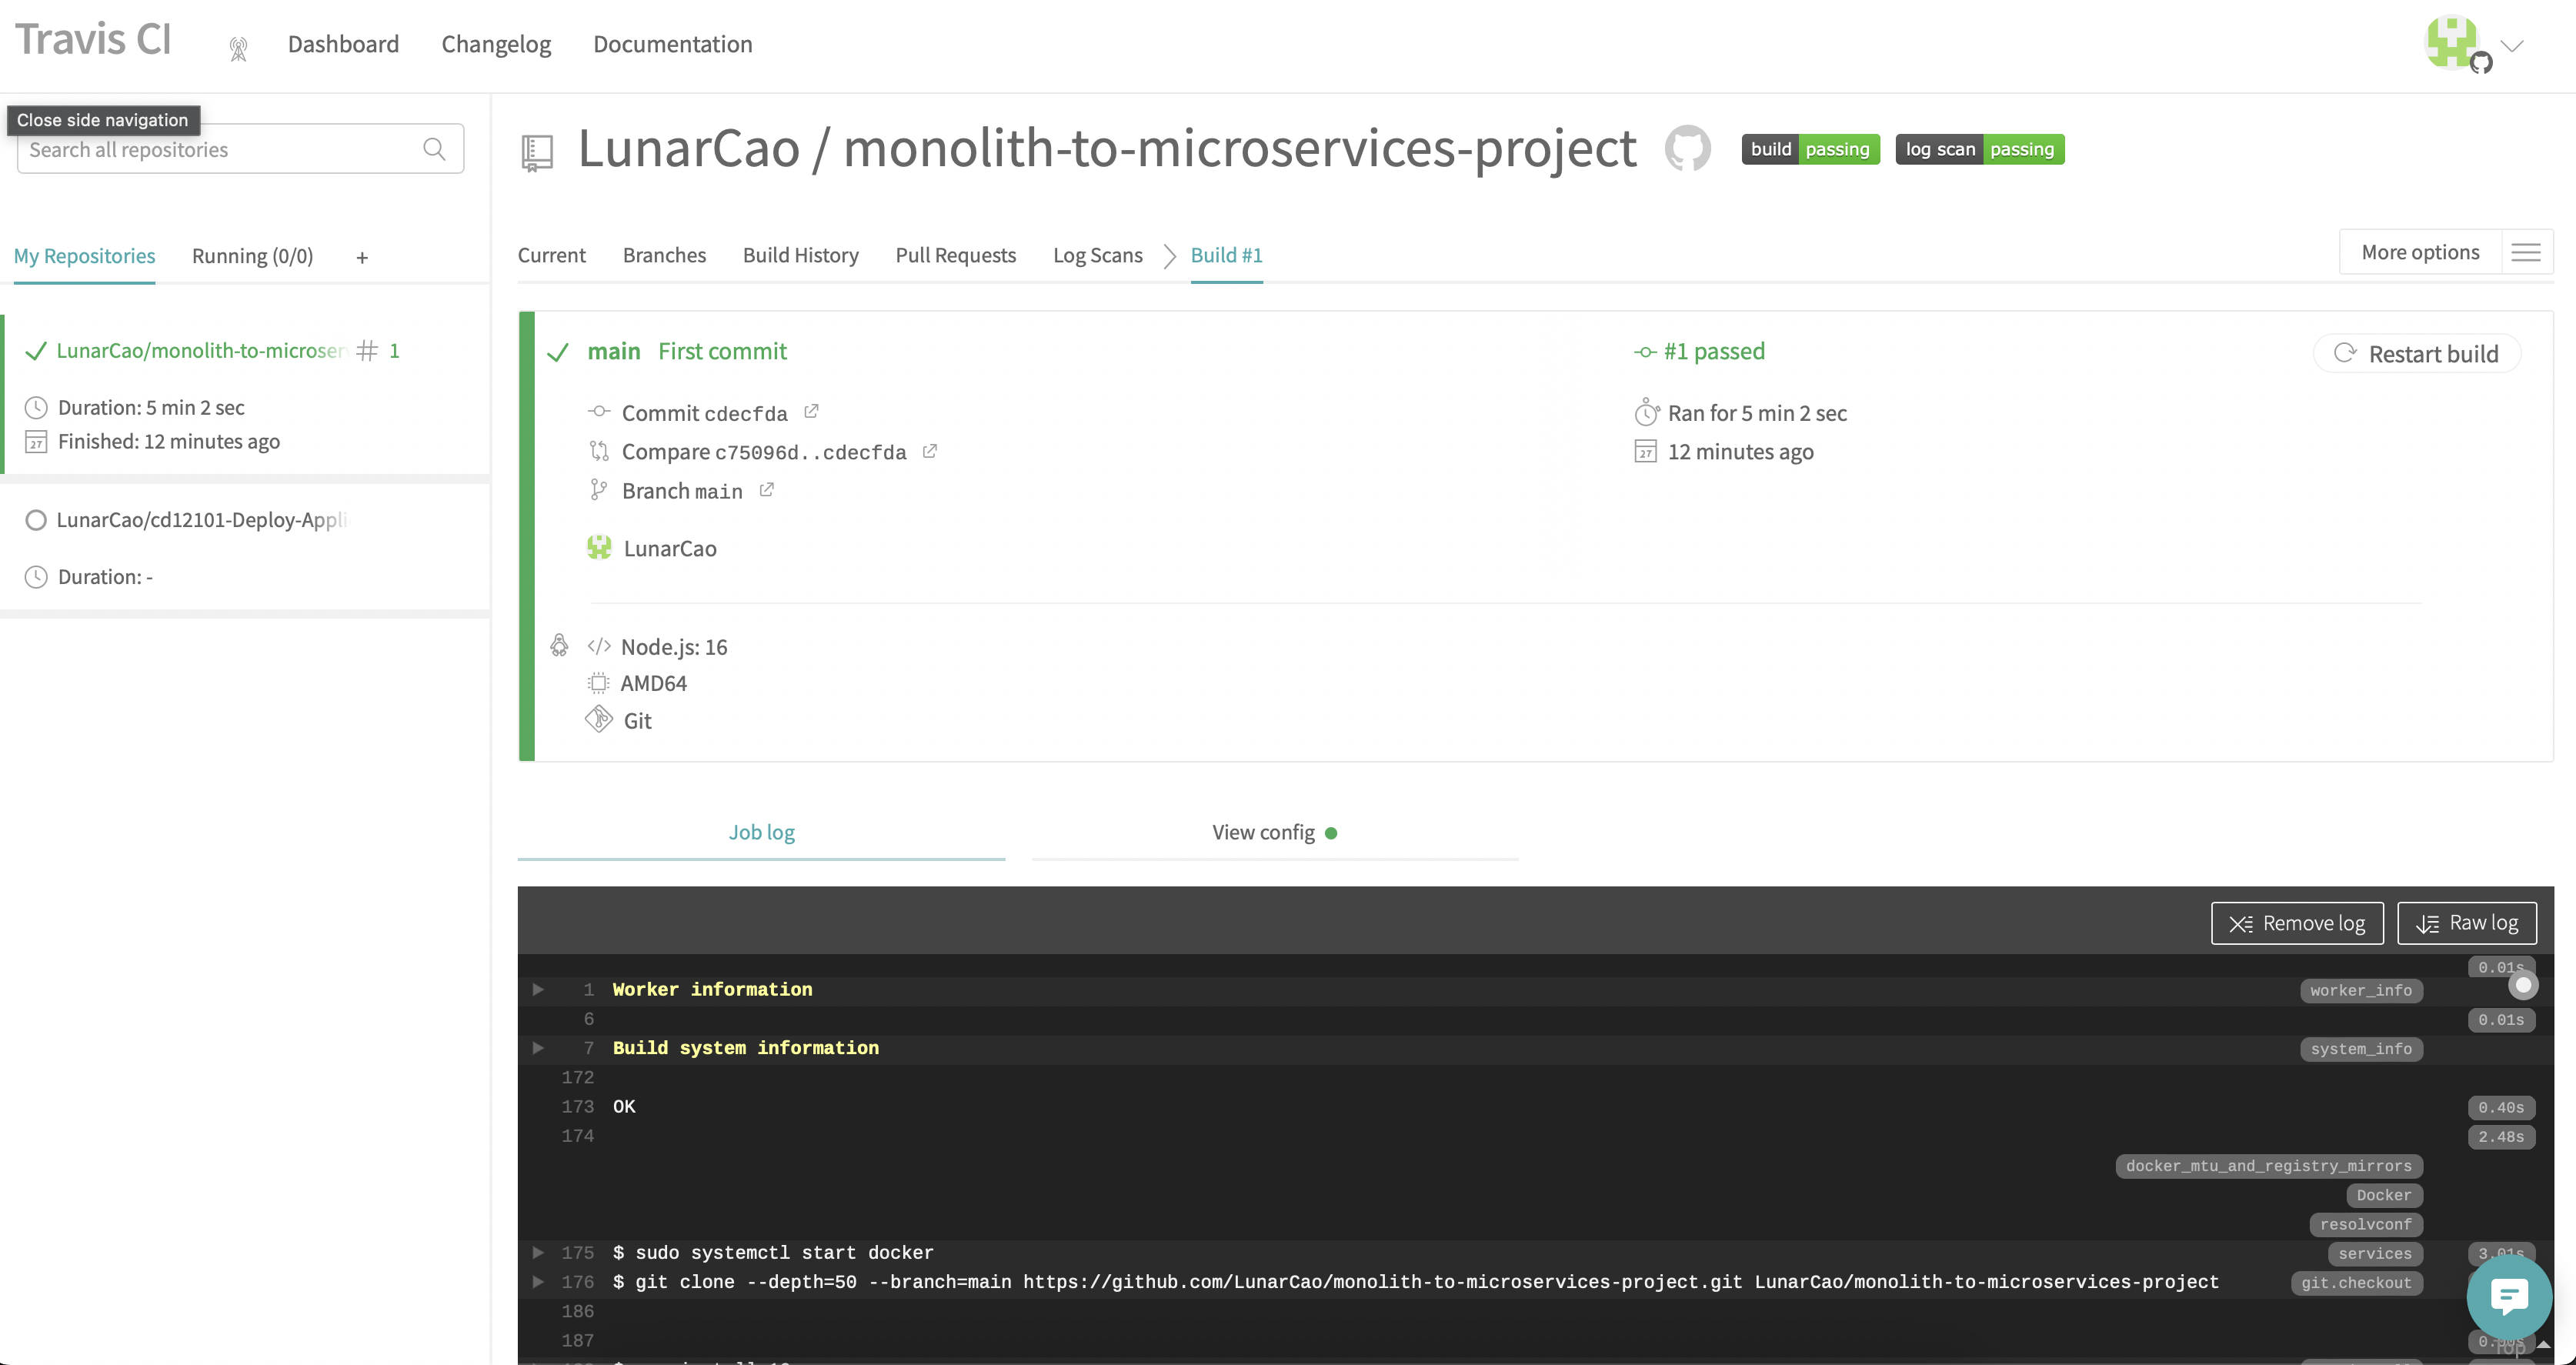 Travis CI
Dashboard
Changelog
Documentation
Close side navigation
Search all repositories
My Repositories
Running (0/0)
+
LunarCao/monolith-to-microser
# 1
Duration: 5 min 2 sec
27 Finished: 12 minutes ago
LunarCao/cd12101-Deploy-Appli
Duration: -
LunarCao / monolith-to-microservices-project
build passing
log scan passing
Current
Branches
Build History
Pull Requests
Log Scans
Build #1
More options
main First commit
Commit cdecfda
Compare c75096d..cdecfda
Branch main
LunarCao
#1 passed
Ran for 5 min 2 sec
27 12 minutes ago
Restart build
</> Node.js: 16
AMD64
Git
Job log
View config
Remove log
Raw log
0.01s
1 Worker information worker_info
6 0.01s
7 Build system information system_info
172
173 OK 0.40s
174 2.48s
docker_mtu_and_registry_mirrors
Docker
resolvconf
175 $ sudo systemctl start docker services 3.01s
176 $ git clone --depth=50 --branch=main https://github.com/LunarCao/monolith-to-microservices-project.git LunarCao/monolith-to-microservices-project git.checkout
186
187
Top